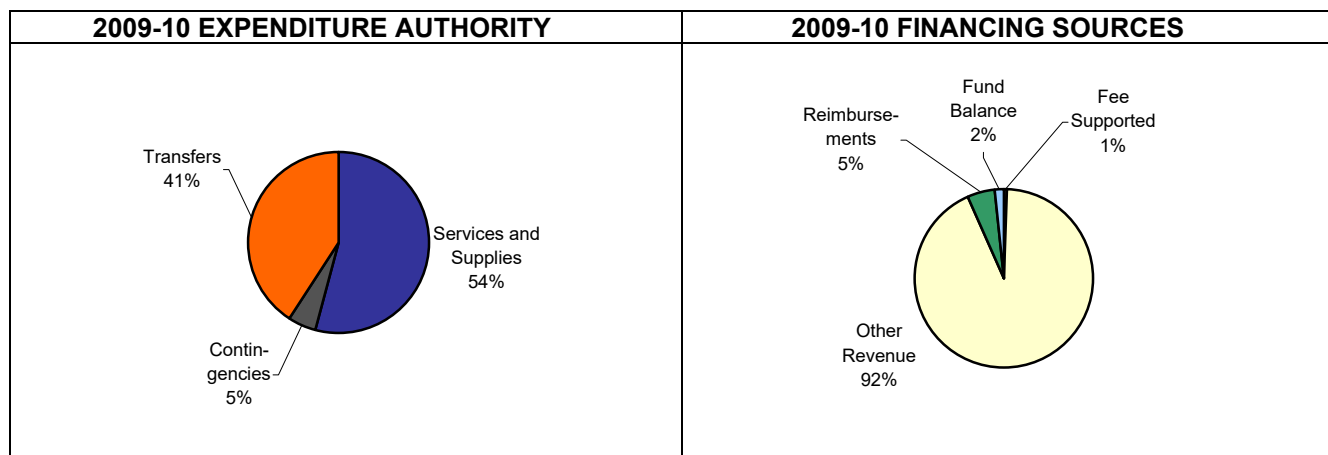 2009-10 EXPENDITURE AUTHORITY
Transfers
41%
Services and
Supplies
54%
Contin-
gencies
5%
2009-10 FINANCING SOURCES
Reimburse-
ments
5%
Fund
Balance
2%
Fee
Supported
1%
Other
Revenue
92%